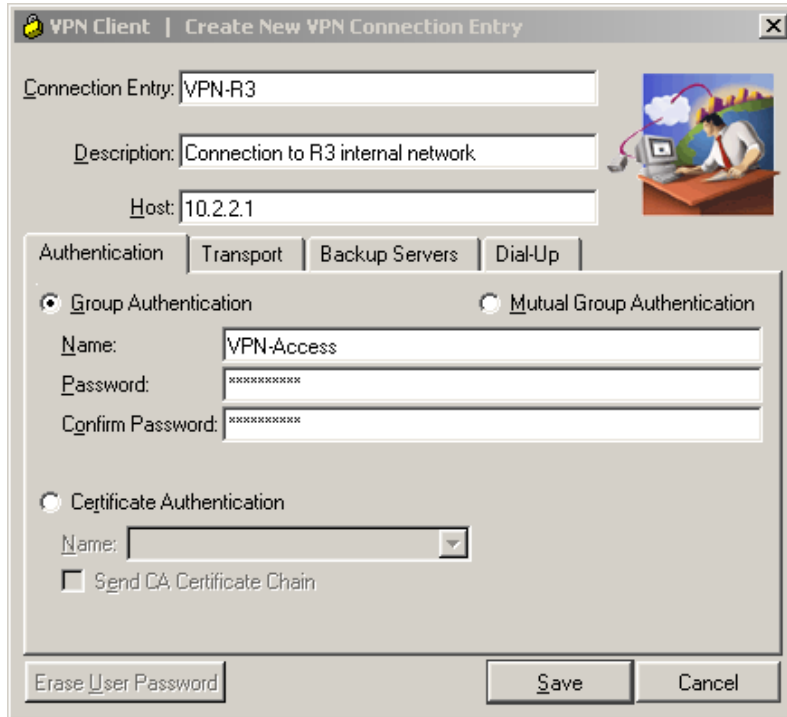 VPN Client | Create New VPN Connection Entry
Connection Entry: VPN-R3
Description: Connection to R3 internal network
Host: 10.2.2.1
Authentication Transport Backup Servers Dial-Up
Group Authentication Mutual Group Authentication
Name: VPN-Access
Password: **********
Confirm Password: **********
Certificate Authentication
Name:
Send CA Certificate Chain
Erase User Password Save Cancel